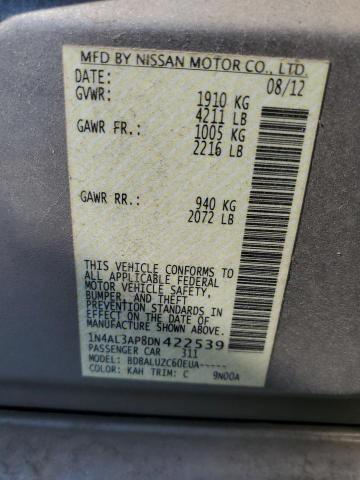 MFD BY NISSAN MOTOR CO., LTD.
DATE: 08/12
GVWR: 1910 KG
4211 LB
GAWR FR.: 1005 KG
2216 LB
GAWR RR.: 940 KG
2072 LB
THIS VEHICLE CONFORMS TO
ALL APPLICABLE FEDERAL
MOTOR VEHICLE SAFETY,
BUMPER, AND THEFT
PREVENTION STANDARDS IN
EFFECT ON THE DATE OF
MANUFACTURE SHOWN ABOVE.
1N4AL3AP8DN422539
PASSENGER CAR 311
MODEL: BDBALUZC60EUA-----
COLOR: KAH TRIM: C 9N00A